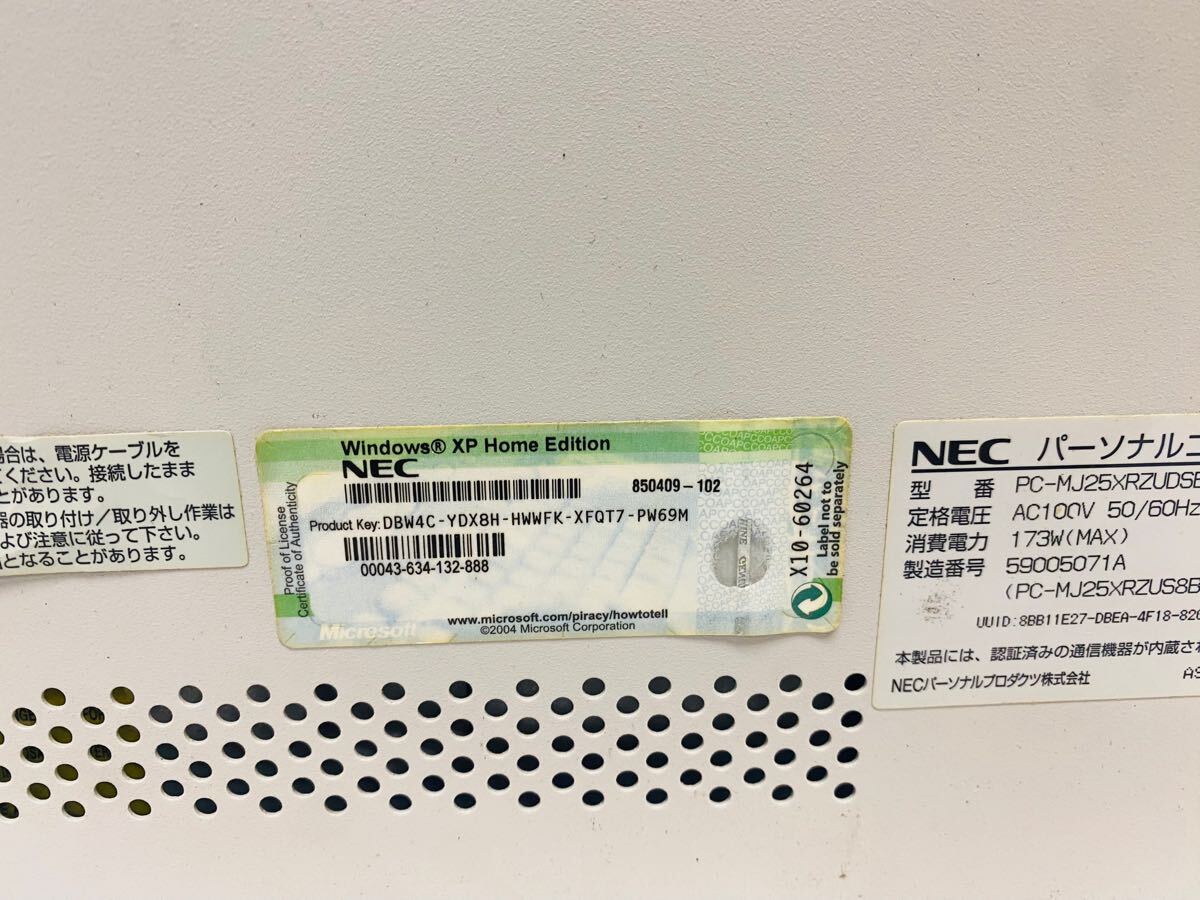 場合は、電源ケーブルを
ください。接続したまま
とがあります。
器の取り付け／取り外し作業は
および注意に従って下さい。
因となることがあります。
Windows® XP Home Edition
NEC
850409-102
Product Key: DBW4C-YDX8H-HWWFK-XFQT7-PW69M
00043-634-132-888
Proof of License
Certificate of Authenticity
www.microsoft.com/piracy/howtotell
©2004 Microsoft Corporation
Microsoft
GENUINE
X10-60264
Label not to
be sold separately
NEC パーソナルコ
型 番 PC-MJ25XRZUDSE
定格電圧 AC100V 50/60Hz
消費電力 173W(MAX)
製造番号 59005071A
(PC-MJ25XRZUS8B
UUID:8BB11E27-DBEA-4F18-82
本製品には、認証済みの通信機器が内蔵され
NECパーソナルプロダクツ株式会社